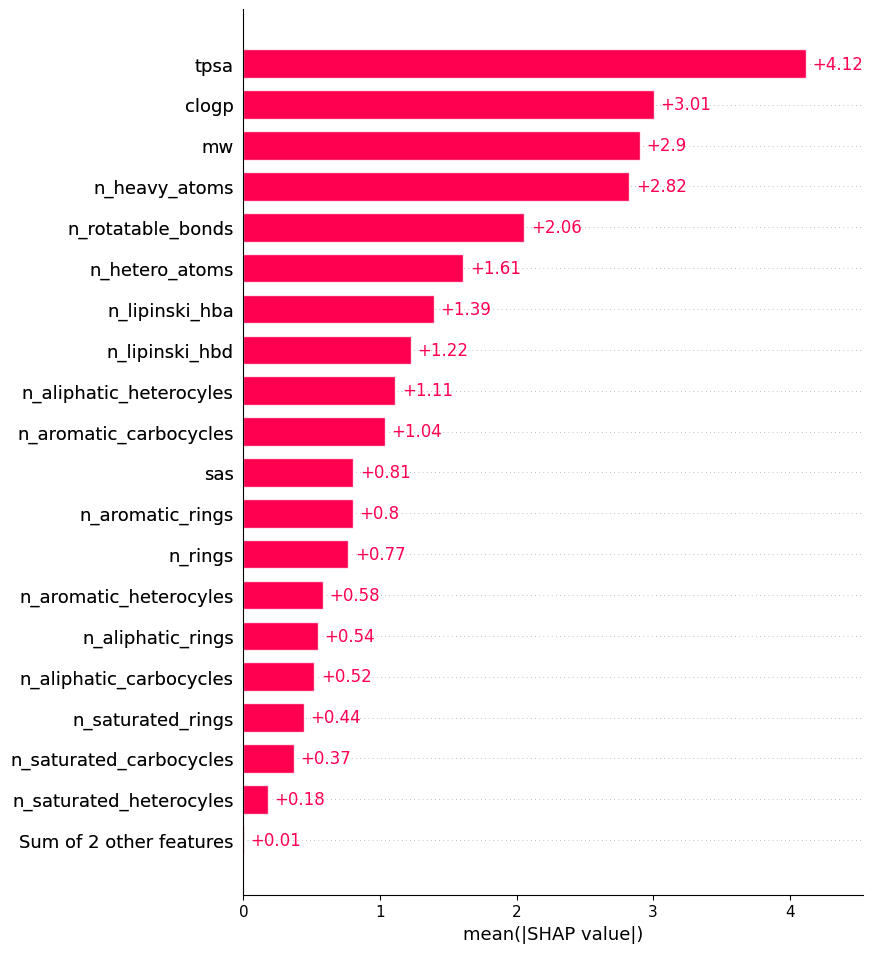 tpsa +4.12
clogp +3.01
mw +2.9
n_heavy_atoms +2.82
n_rotatable_bonds +2.06
n_hetero_atoms +1.61
n_lipinski_hba +1.39
n_lipinski_hbd +1.22
n_aliphatic_heterocyles +1.11
n_aromatic_carbocycles +1.04
sas +0.81
n_aromatic_rings +0.8
n_rings +0.77
n_aromatic_heterocyles +0.58
n_aliphatic_rings +0.54
n_aliphatic_carbocycles +0.52
n_saturated_rings +0.44
n_saturated_carbocycles +0.37
n_saturated_heterocyles +0.18
Sum of 2 other features +0.01
0 1 2 3 4
mean(|SHAP value|)